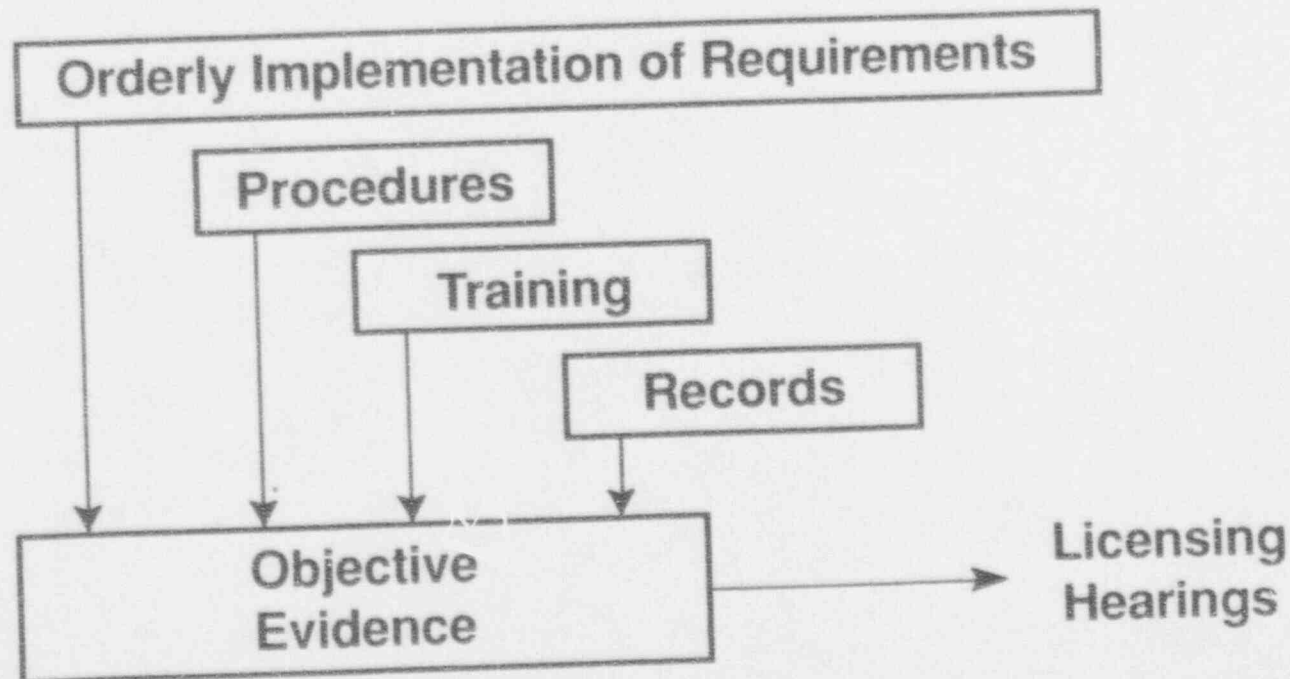 Orderly Implementation of Requirements
Procedures
Training
Records
Objective
Evidence
Licensing
Hearings